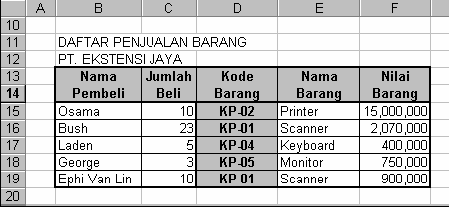 A B C D E F
10
11 DAFTAR PENJUALAN BARANG
12 PT. EKSTENSI JAYA
13 Nama Jumlah Kode Nama Nilai
14 Pembeli Beli Barang Barang Barang
15 Osama 10 KP-02 Printer 15,000,000
16 Bush 23 KP-01 Scanner 2,070,000
17 Laden 5 KP-04 Keyboard 400,000
18 George 3 KP-05 Monitor 750,000
19 Ephi Van Lin 10 KP 01 Scanner 900,000
20